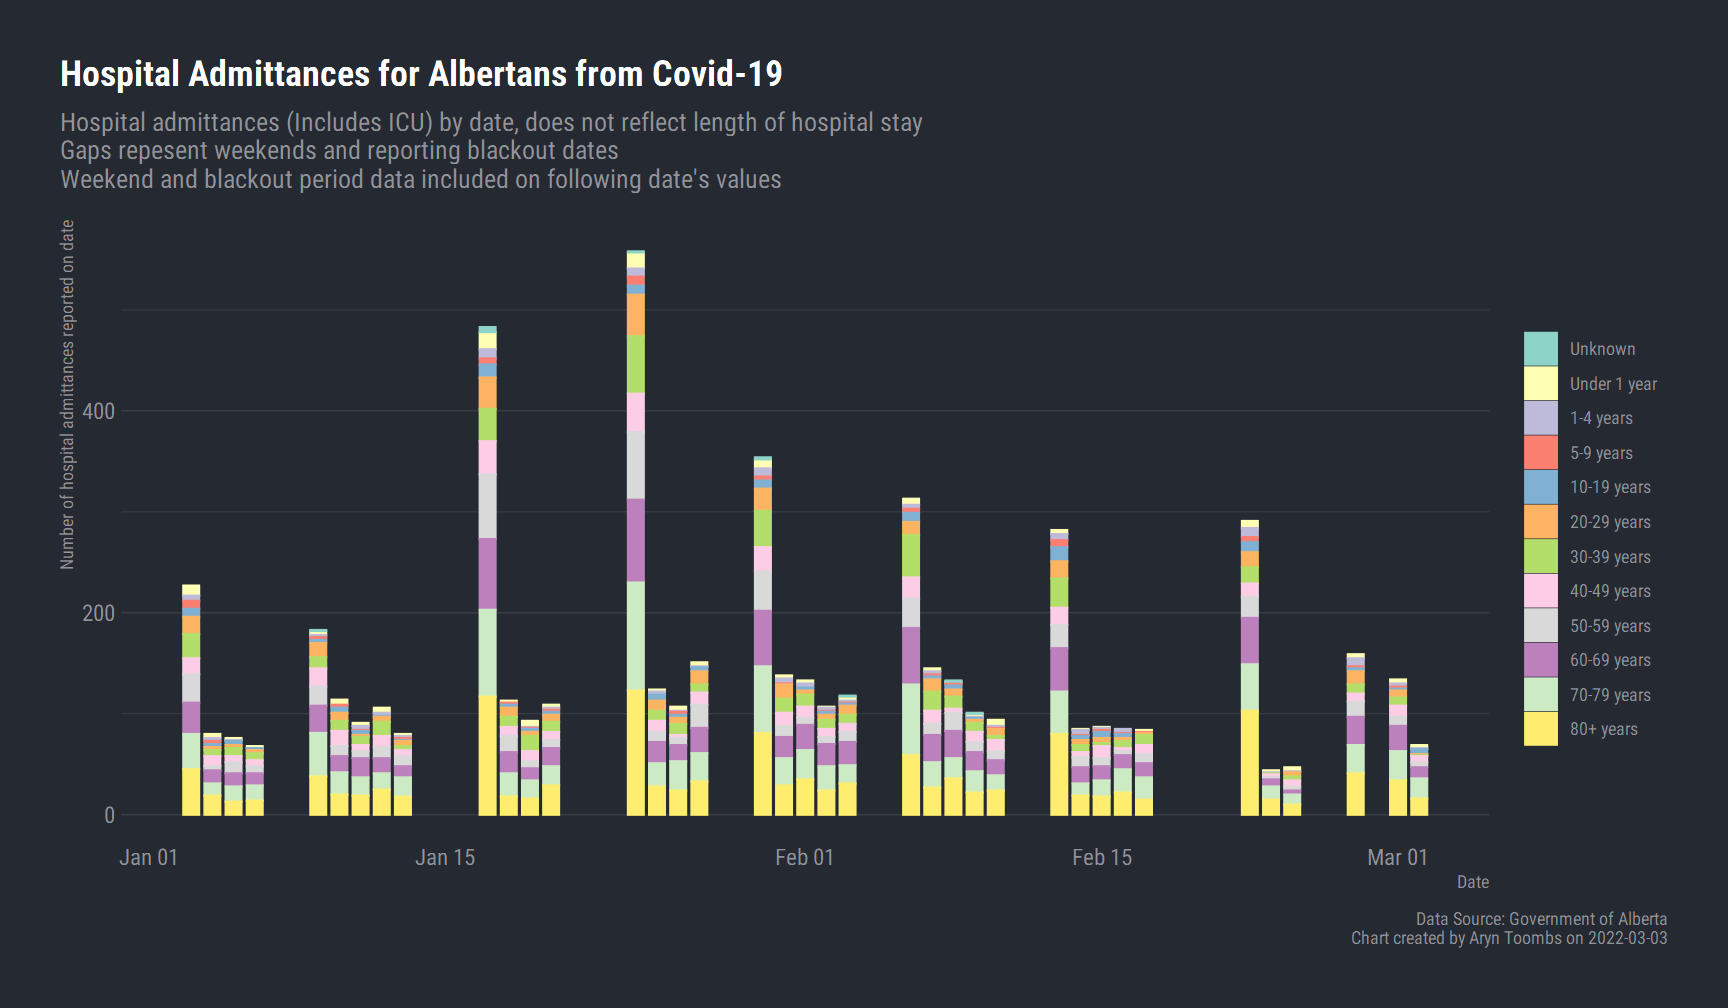 Hospital Admittances for Albertans from Covid-19
Hospital admittances (Includes ICU) by date, does not reflect length of hospital stay
Gaps repesent weekends and reporting blackout dates
Weekend and blackout period data included on following date's values
Number of hospital admittances reported on date
400
200
0
Jan 01
Jan 15
Feb 01
Feb 15
Mar 01
Date
Unknown
Under 1 year
1-4 years
5-9 years
10-19 years
20-29 years
30-39 years
40-49 years
50-59 years
60-69 years
70-79 years
80+ years
Data Source: Government of Alberta
Chart created by Aryn Toombs on 2022-03-03